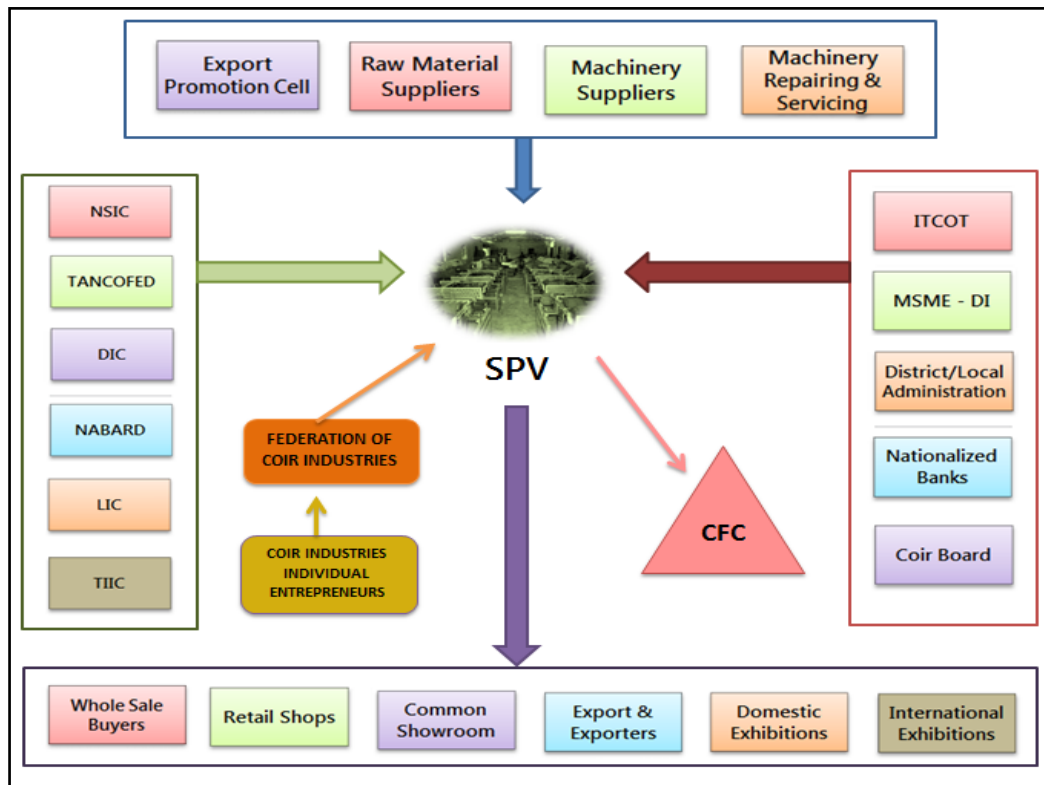 Export
Promotion Cell
Raw Material
Suppliers
Machinery
Suppliers
Machinery
Repairing &
Servicing
NSIC
TANCOFED
DIC
NABARD
LIC
TIIC
SPV
FEDERATION OF
COIR INDUSTRIES
COIR INDUSTRIES
INDIVIDUAL
ENTREPRENEURS
CFC
ITCOT
MSME - DI
District/Local
Administration
Nationalized
Banks
Coir Board
Whole Sale
Buyers
Retail Shops
Common
Showroom
Export &
Exporters
Domestic
Exhibitions
International
Exhibitions